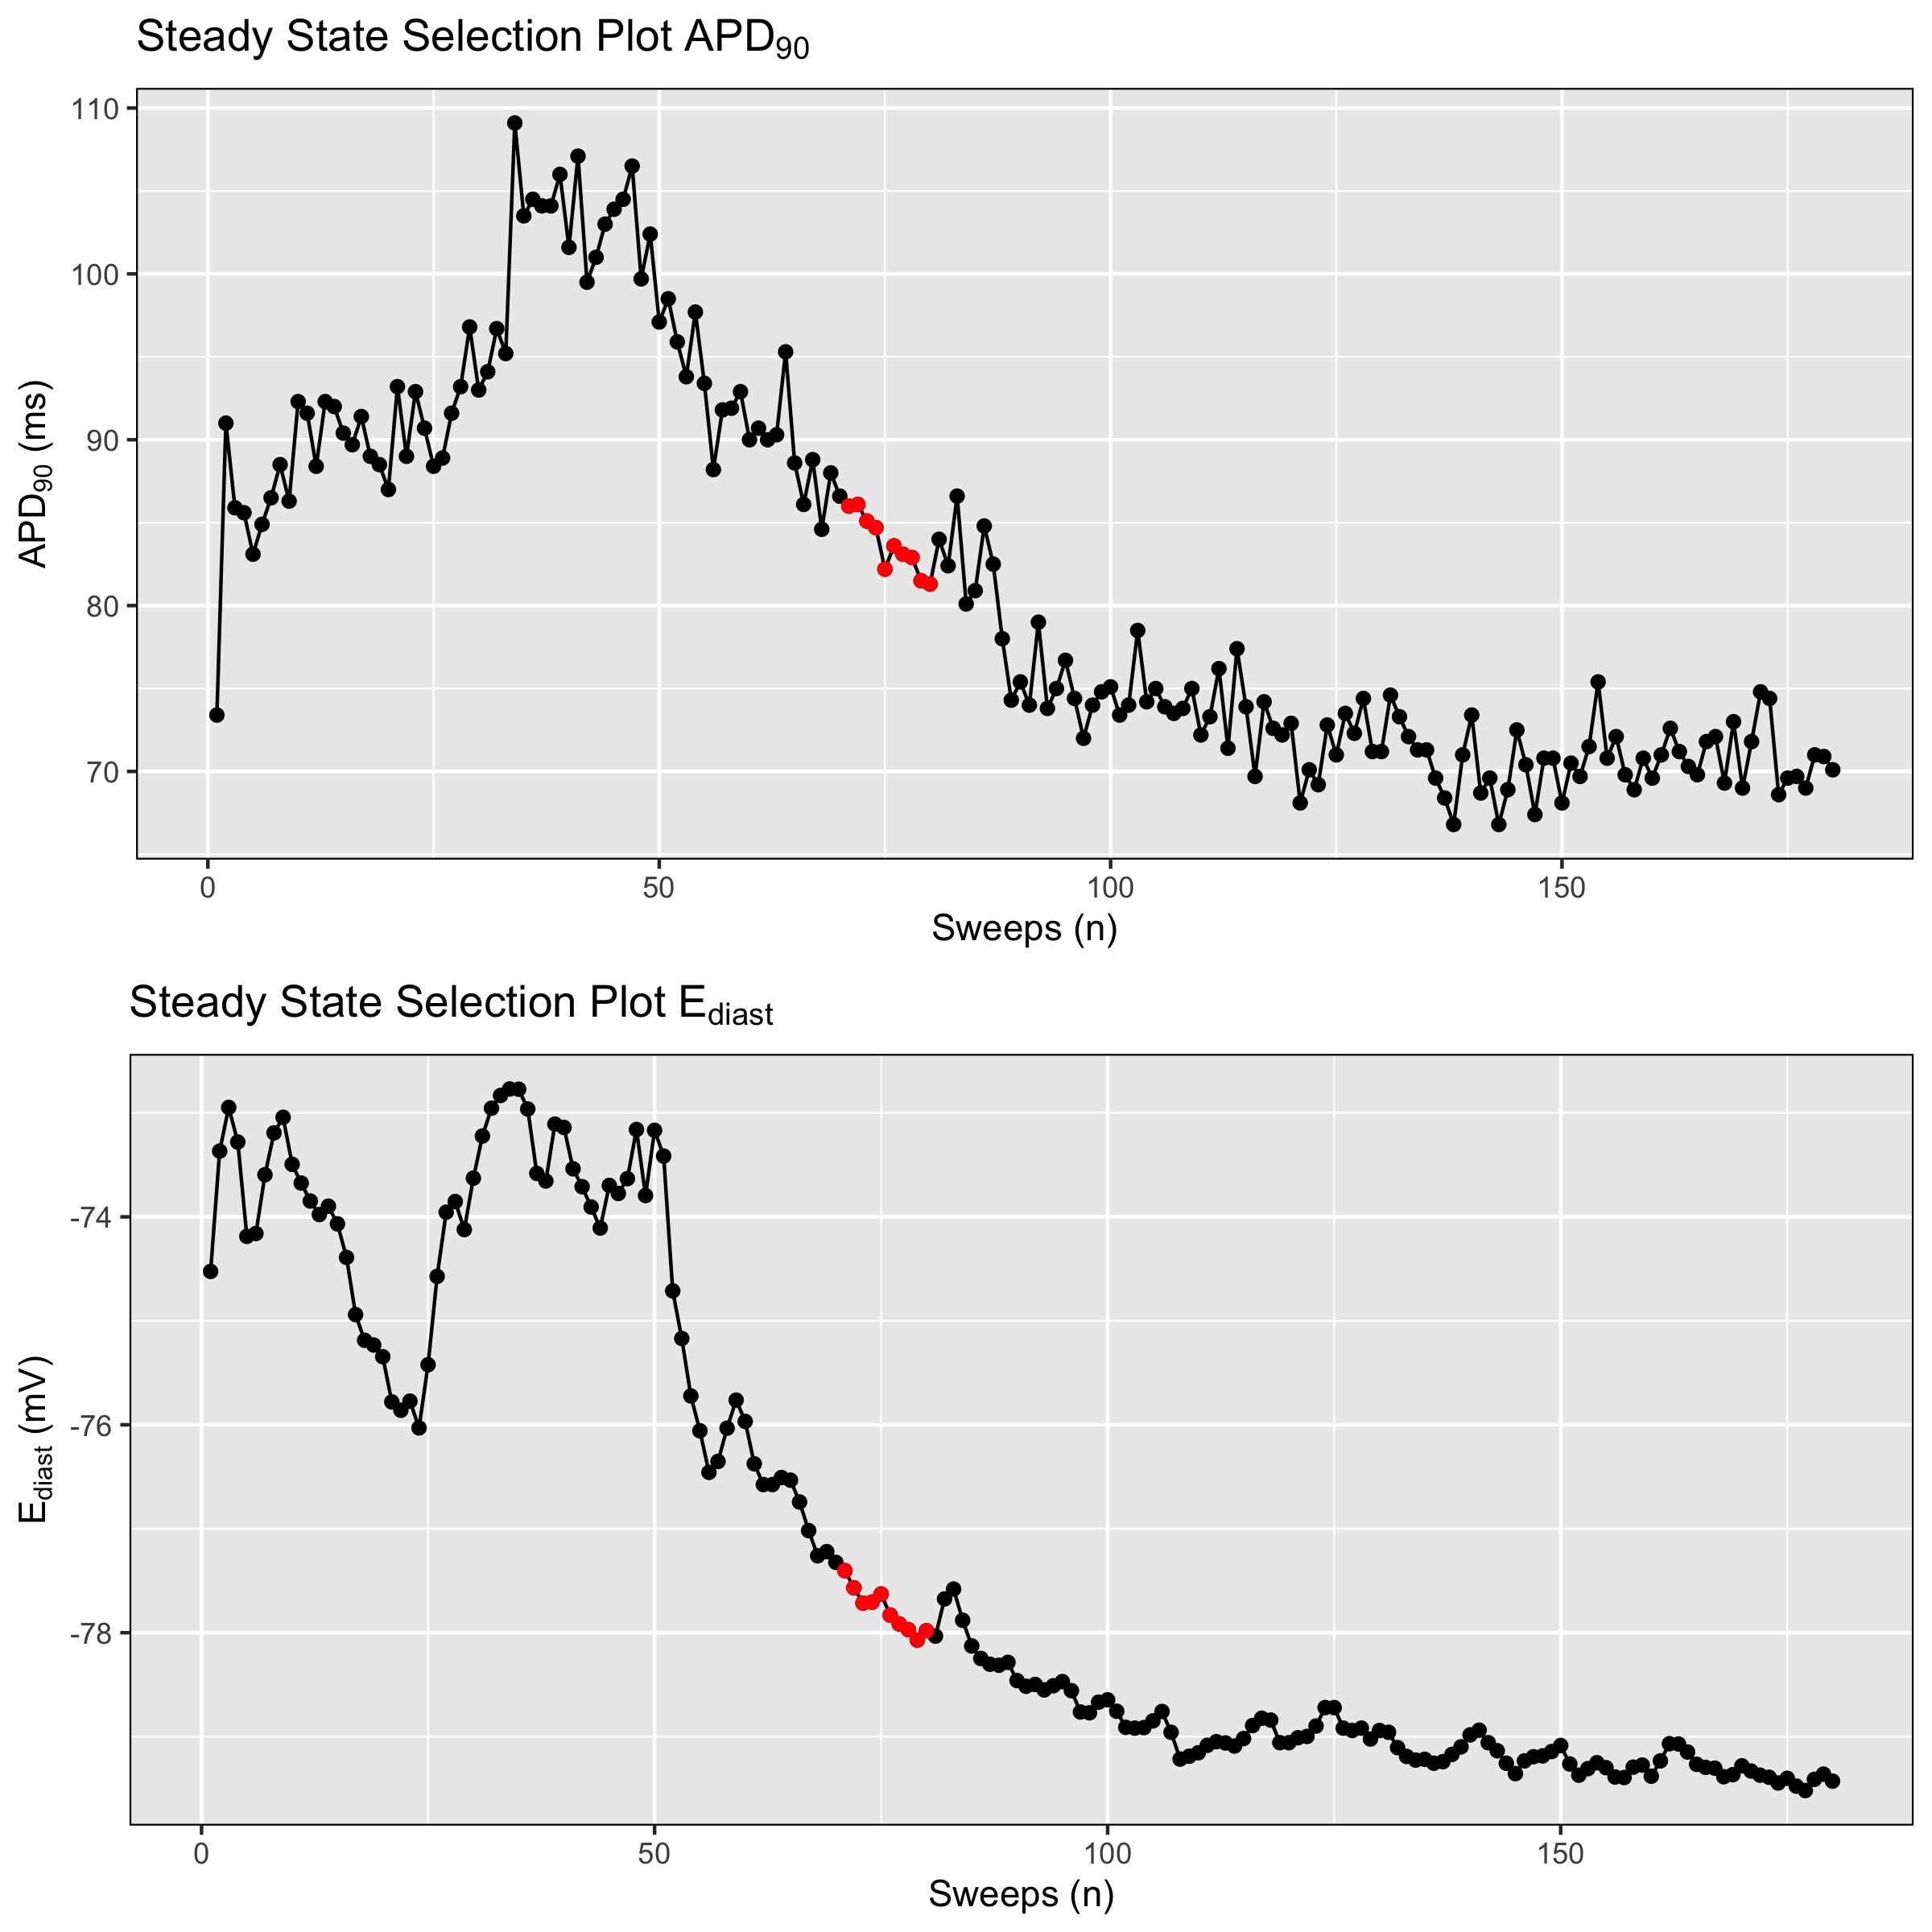 Steady State Selection Plot APD90
110
100
90
80
70
APD90 (ms)
0 50 100 150
Sweeps (n)
Steady State Selection Plot Ediast
-74
-76
-78
Ediast (mV)
0 50 100 150
Sweeps (n)